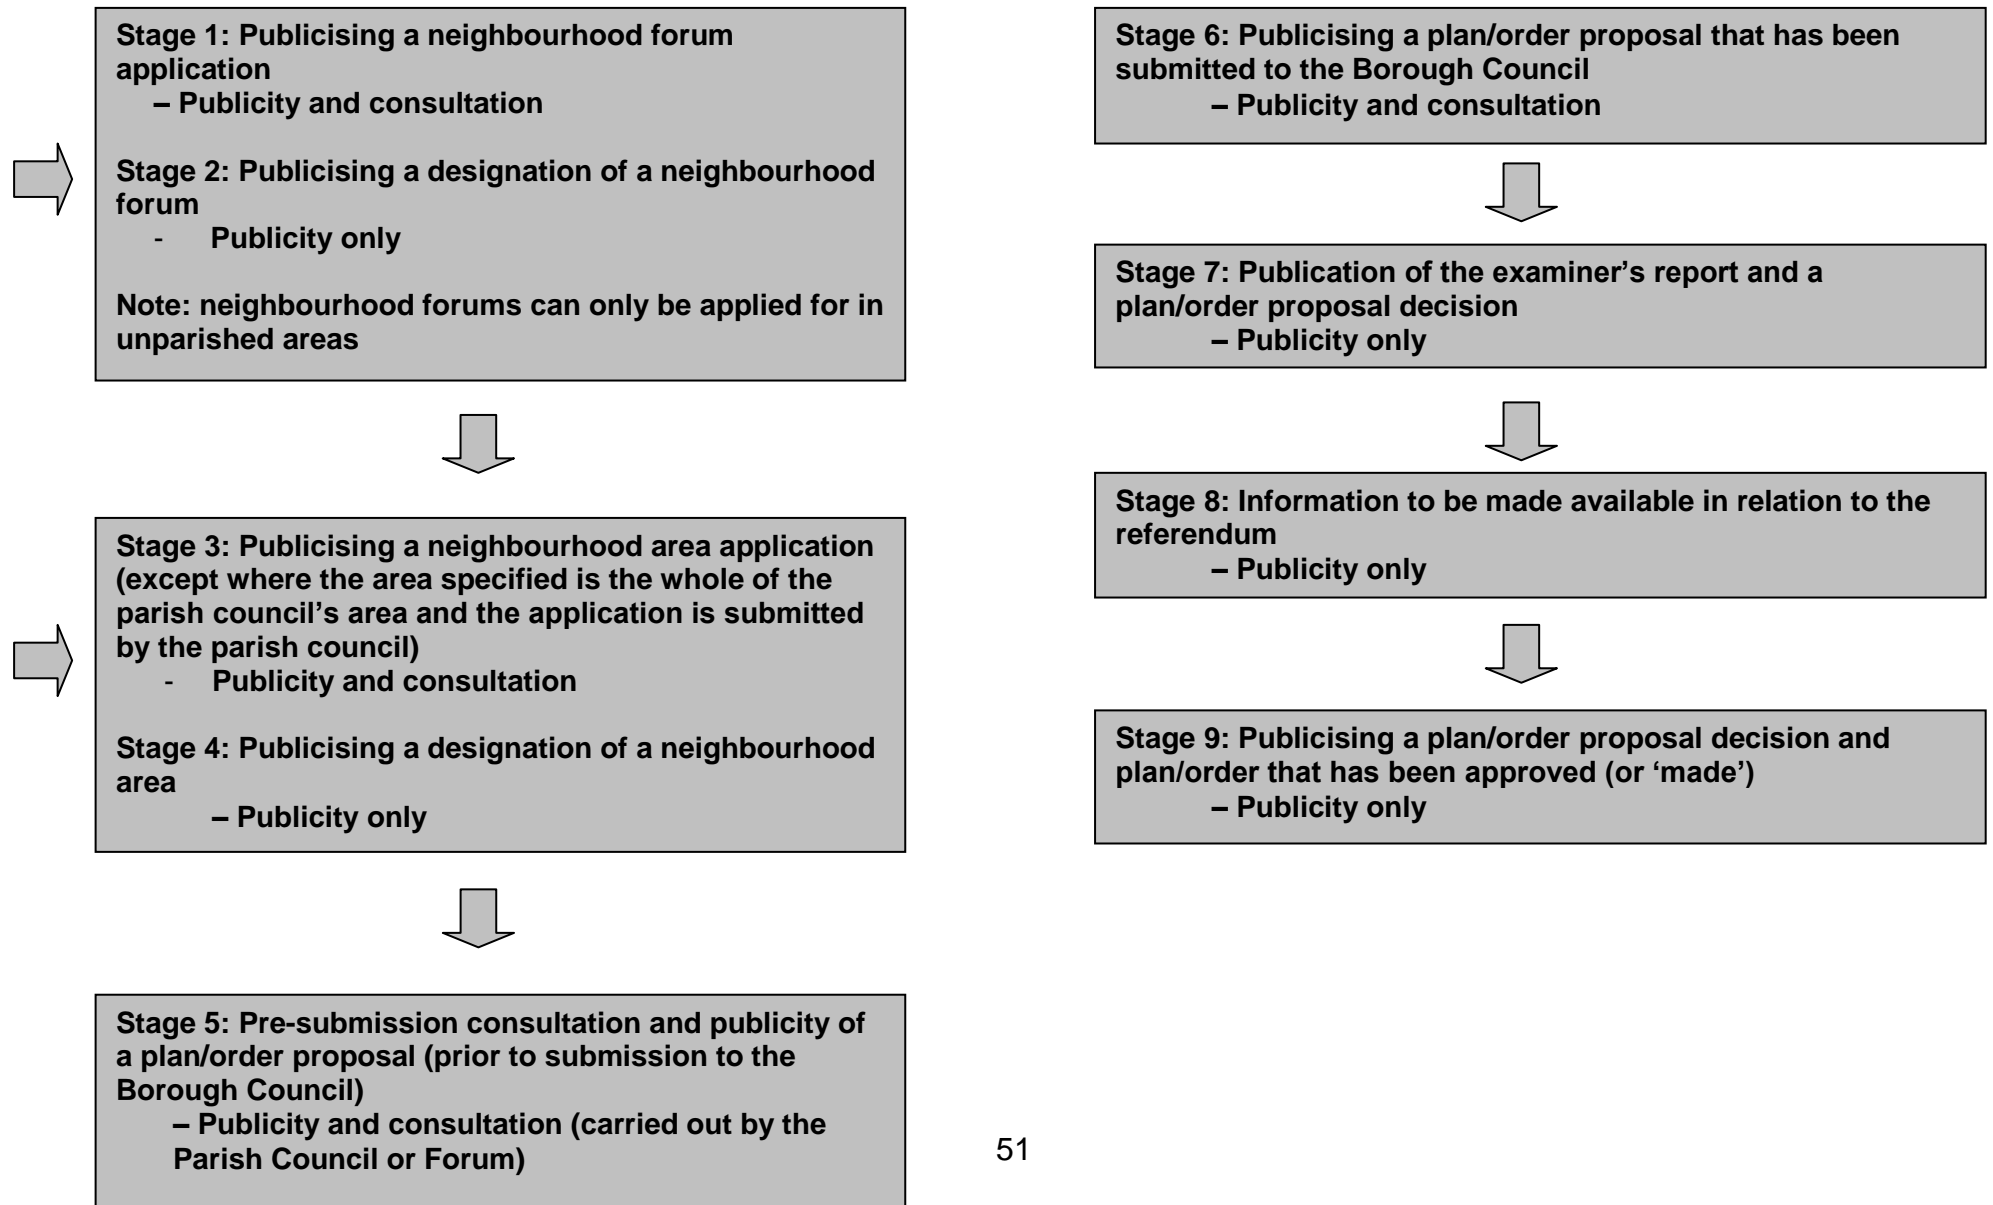 Stage 1: Publicising a neighbourhood forum
application
– Publicity and consultation
Stage 2: Publicising a designation of a neighbourhood
forum
- Publicity only
Note: neighbourhood forums can only be applied for in
unparished areas
Stage 3: Publicising a neighbourhood area application
(except where the area specified is the whole of the
parish council’s area and the application is submitted
by the parish council)
- Publicity and consultation
Stage 4: Publicising a designation of a neighbourhood
area
– Publicity only
Stage 5: Pre-submission consultation and publicity of
a plan/order proposal (prior to submission to the
Borough Council)
– Publicity and consultation (carried out by the
Parish Council or Forum)
Stage 6: Publicising a plan/order proposal that has been
submitted to the Borough Council
– Publicity and consultation
Stage 7: Publication of the examiner’s report and a
plan/order proposal decision
– Publicity only
Stage 8: Information to be made available in relation to the
referendum
– Publicity only
Stage 9: Publicising a plan/order proposal decision and
plan/order that has been approved (or ‘made’)
– Publicity only
51